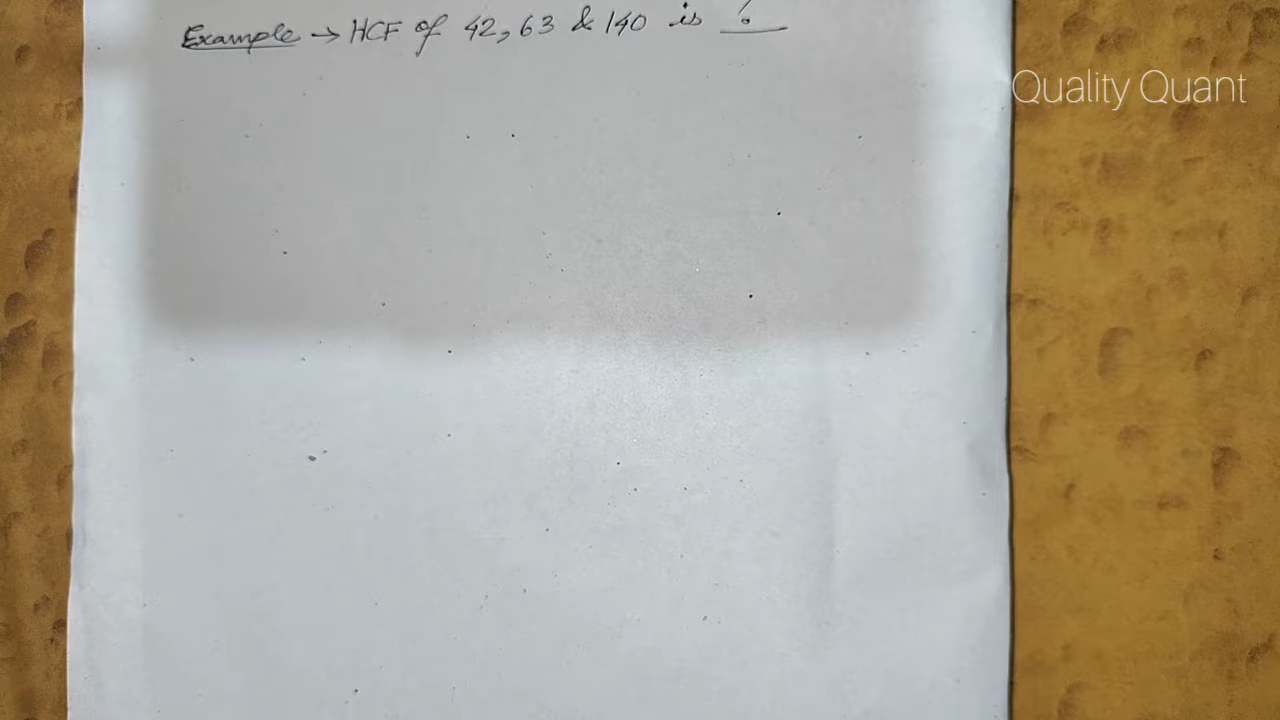 Example → HCF of 42, 63 & 140 is ?
Quality Quant